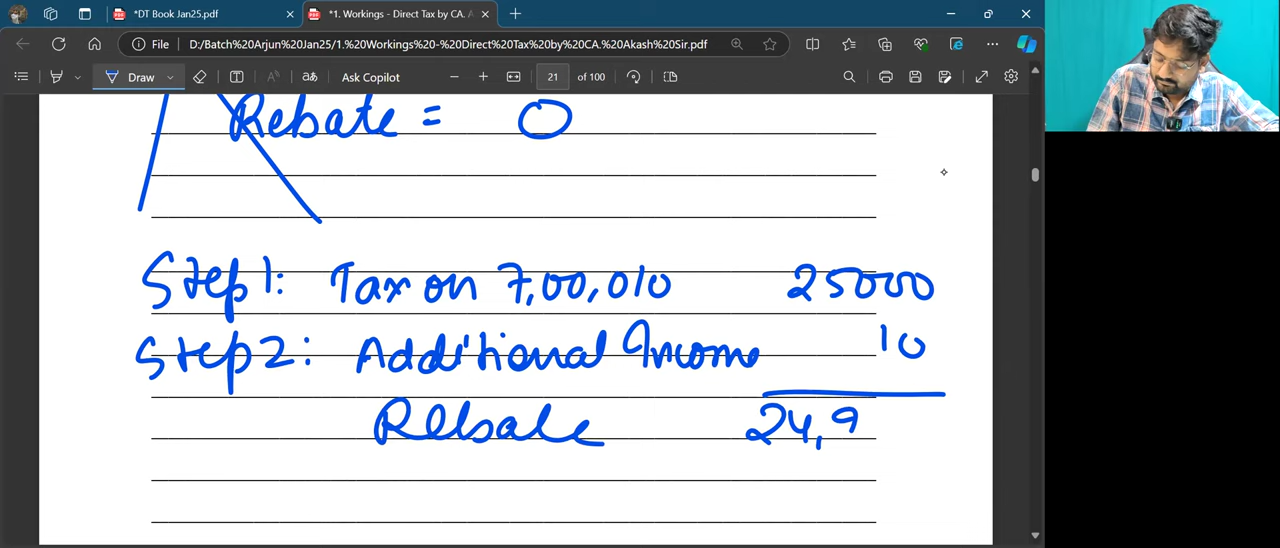 *DT Book Jan25.pdf
*1. Workings - Direct Tax by CA. A
File
D:/Batch%20Arjun%20Jan25/1.%20Workings%20-%20Direct%20Tax%20by%20CA.%20Akash%20Sir.pdf
Draw
Ask Copilot
21
of 100
Rebate = 0
Step 1: Tax on 7,00,010 25000
Step 2: Additional Income 10
Rebate 24,9